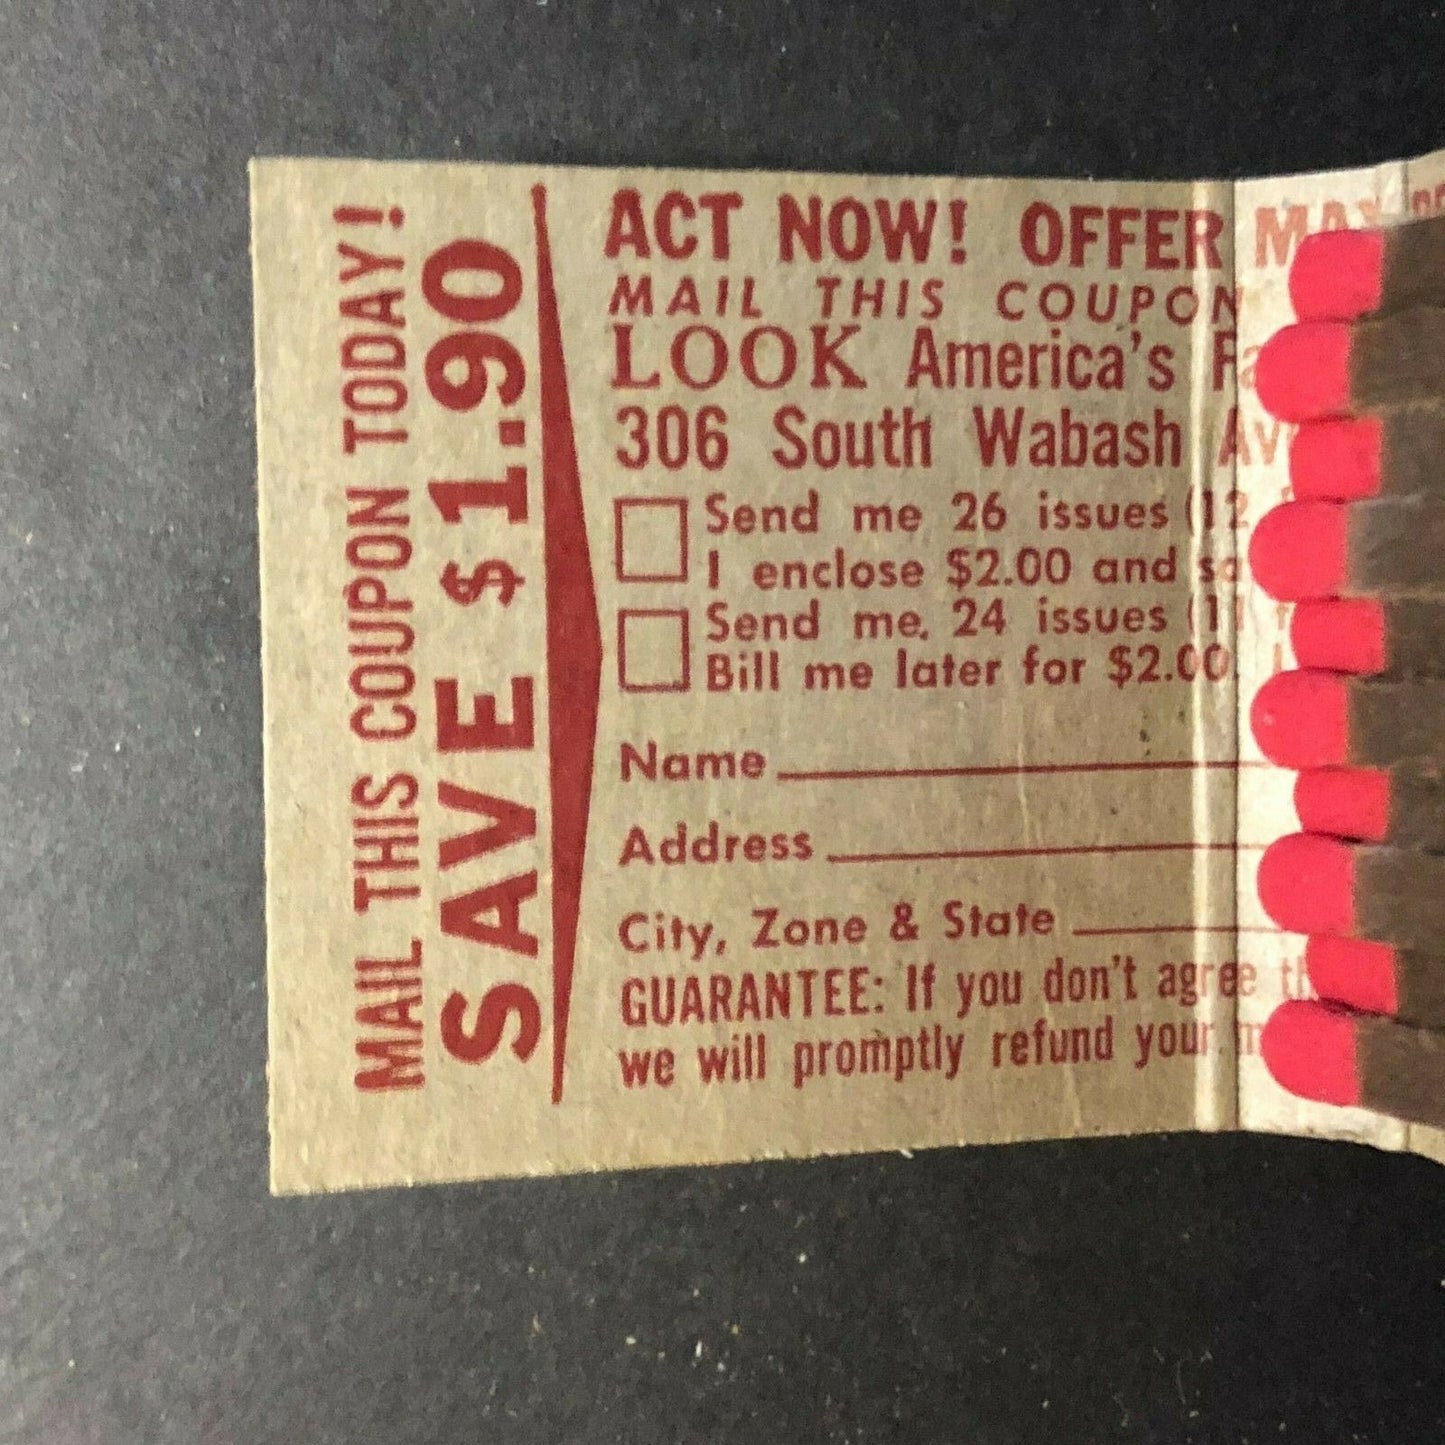 MAIL THIS COUPON TODAY!
SAVE $1.90
ACT NOW! OFFER
MAIL THIS COUPON
LOOK America's
306 South Wabash
Send me 26 issues (12
I enclose $2.00 and
Send me. 24 issues (11
Bill me later for $2.00.
Name
Address
City, Zone & State
GUARANTEE: If you don't agree
we will promptly refund your